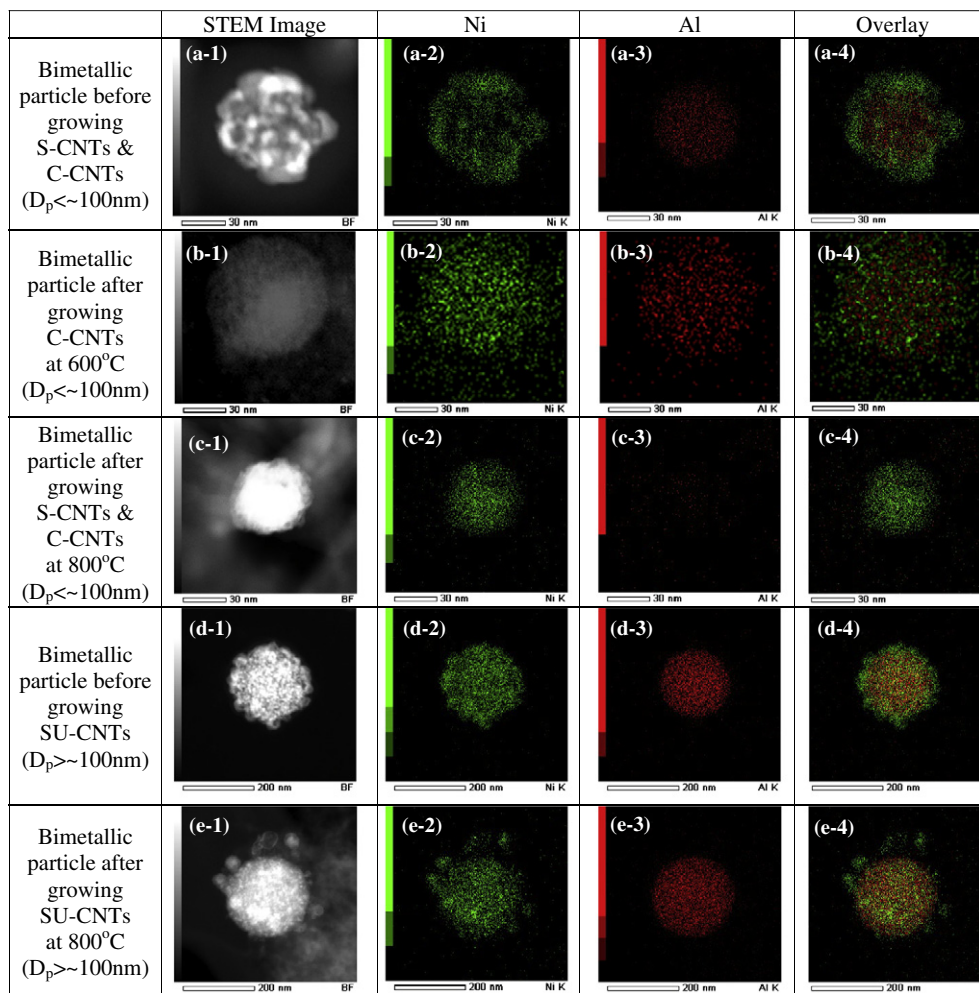 STEM Image Ni Al Overlay
Bimetallic
particle before
growing
S-CNTs &
C-CNTs
(Dp<~100nm)
(a-1) (a-2) (a-3) (a-4)
30 nm BF 30 nm Ni K 30 nm Al K 30 nm
Bimetallic
particle after
growing
C-CNTs
at 600°C
(Dp<~100nm)
(b-1) (b-2) (b-3) (b-4)
30 nm BF 30 nm Ni K 30 nm Al K 30 nm
Bimetallic
particle after
growing
S-CNTs &
C-CNTs
at 800°C
(Dp<~100nm)
(c-1) (c-2) (c-3) (c-4)
30 nm BF 30 nm Ni K 30 nm Al K 30 nm
Bimetallic
particle before
growing
SU-CNTs
(Dp>~100nm)
(d-1) (d-2) (d-3) (d-4)
200 nm BF 200 nm Ni K 200 nm Al K 200 nm
Bimetallic
particle after
growing
SU-CNTs
at 800°C
(Dp>~100nm)
(e-1) (e-2) (e-3) (e-4)
200 nm BF 200 nm Ni K 200 nm Al K 200 nm